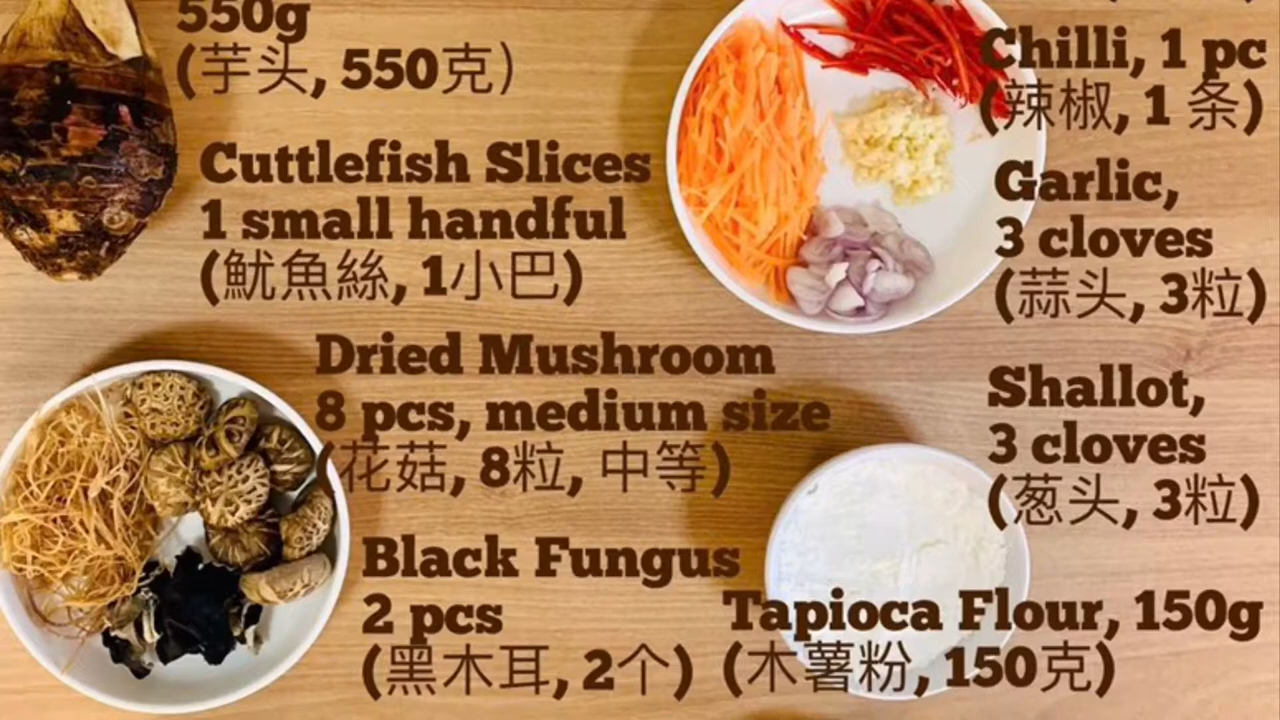 550g
(芋头, 550克)
Cuttlefish Slices
1 small handful
(魷魚絲, 1小巴)
Dried Mushroom
8 pcs, medium size
(花菇, 8粒, 中等)
Black Fungus
2 pcs
(黑木耳, 2个)
Chilli, 1 pc
(辣椒, 1 条)
Garlic,
3 cloves
(蒜头, 3粒)
Shallot,
3 cloves
(葱头, 3粒)
Tapioca Flour, 150g
(木薯粉, 150克)